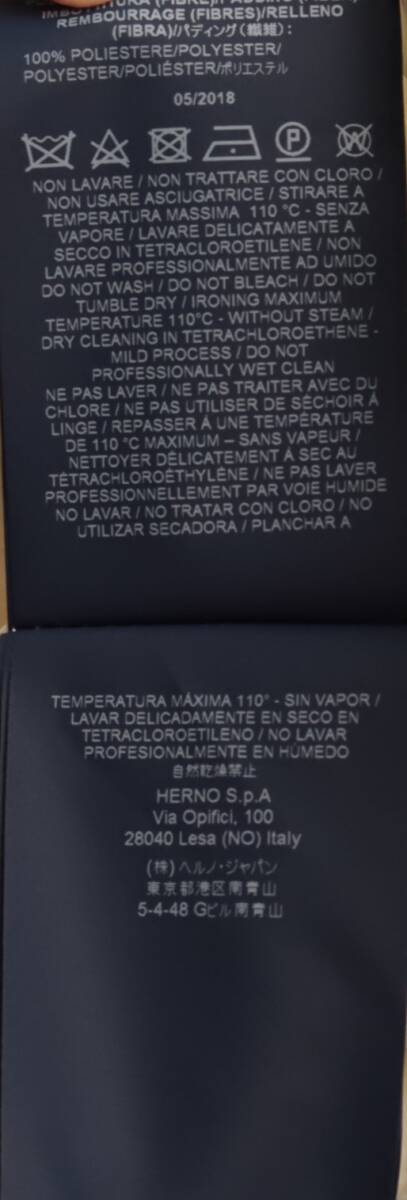 REMBOURRAGE (FIBRES)/RELLENO
(FIBRA)/パディング(繊維):
100% POLIESTERE/POLYESTER/
POLYESTER/POLIÉSTER/ポリエステル
05/2018
P
W
NON LAVARE / NON TRATTARE CON CLORO /
NON USARE ASCIUGATRICE / STIRARE A
TEMPERATURA MASSIMA 110 °C - SENZA
VAPORE / LAVARE DELICATAMENTE A
SECCO IN TETRACLOROETILENE / NON
LAVARE PROFESSIONALMENTE AD UMIDO
DO NOT WASH / DO NOT BLEACH / DO NOT
TUMBLE DRY / IRONING MAXIMUM
TEMPERATURE 110°C - WITHOUT STEAM /
DRY CLEANING IN TETRACHLOROETHENE -
MILD PROCESS / DO NOT
PROFESSIONALLY WET CLEAN
NE PAS LAVER / NE PAS TRAITER AVEC DU
CHLORE / NE PAS UTILISER DE SÉCHOIR À
LINGE / REPASSER À UNE TEMPÉRATURE
DE 110 °C MAXIMUM – SANS VAPEUR /
NETTOYER DÉLICATEMENT À SEC AU
TÉTRACHLOROÉTHYLÈNE / NE PAS LAVER
PROFESSIONNELLEMENT PAR VOIE HUMIDE
NO LAVAR / NO TRATAR CON CLORO / NO
UTILIZAR SECADORA / PLANCHAR A
TEMPERATURA MÁXIMA 110° - SIN VAPOR /
LAVAR DELICADAMENTE EN SECO EN
TETRACLOROETILENO / NO LAVAR
PROFESIONALMENTE EN HÚMEDO
自然乾燥禁止
HERNO S.p.A
Via Opifici, 100
28040 Lesa (NO) Italy
(株)ヘルノ・ジャパン
東京都港区南青山
5-4-48 Gビル南青山